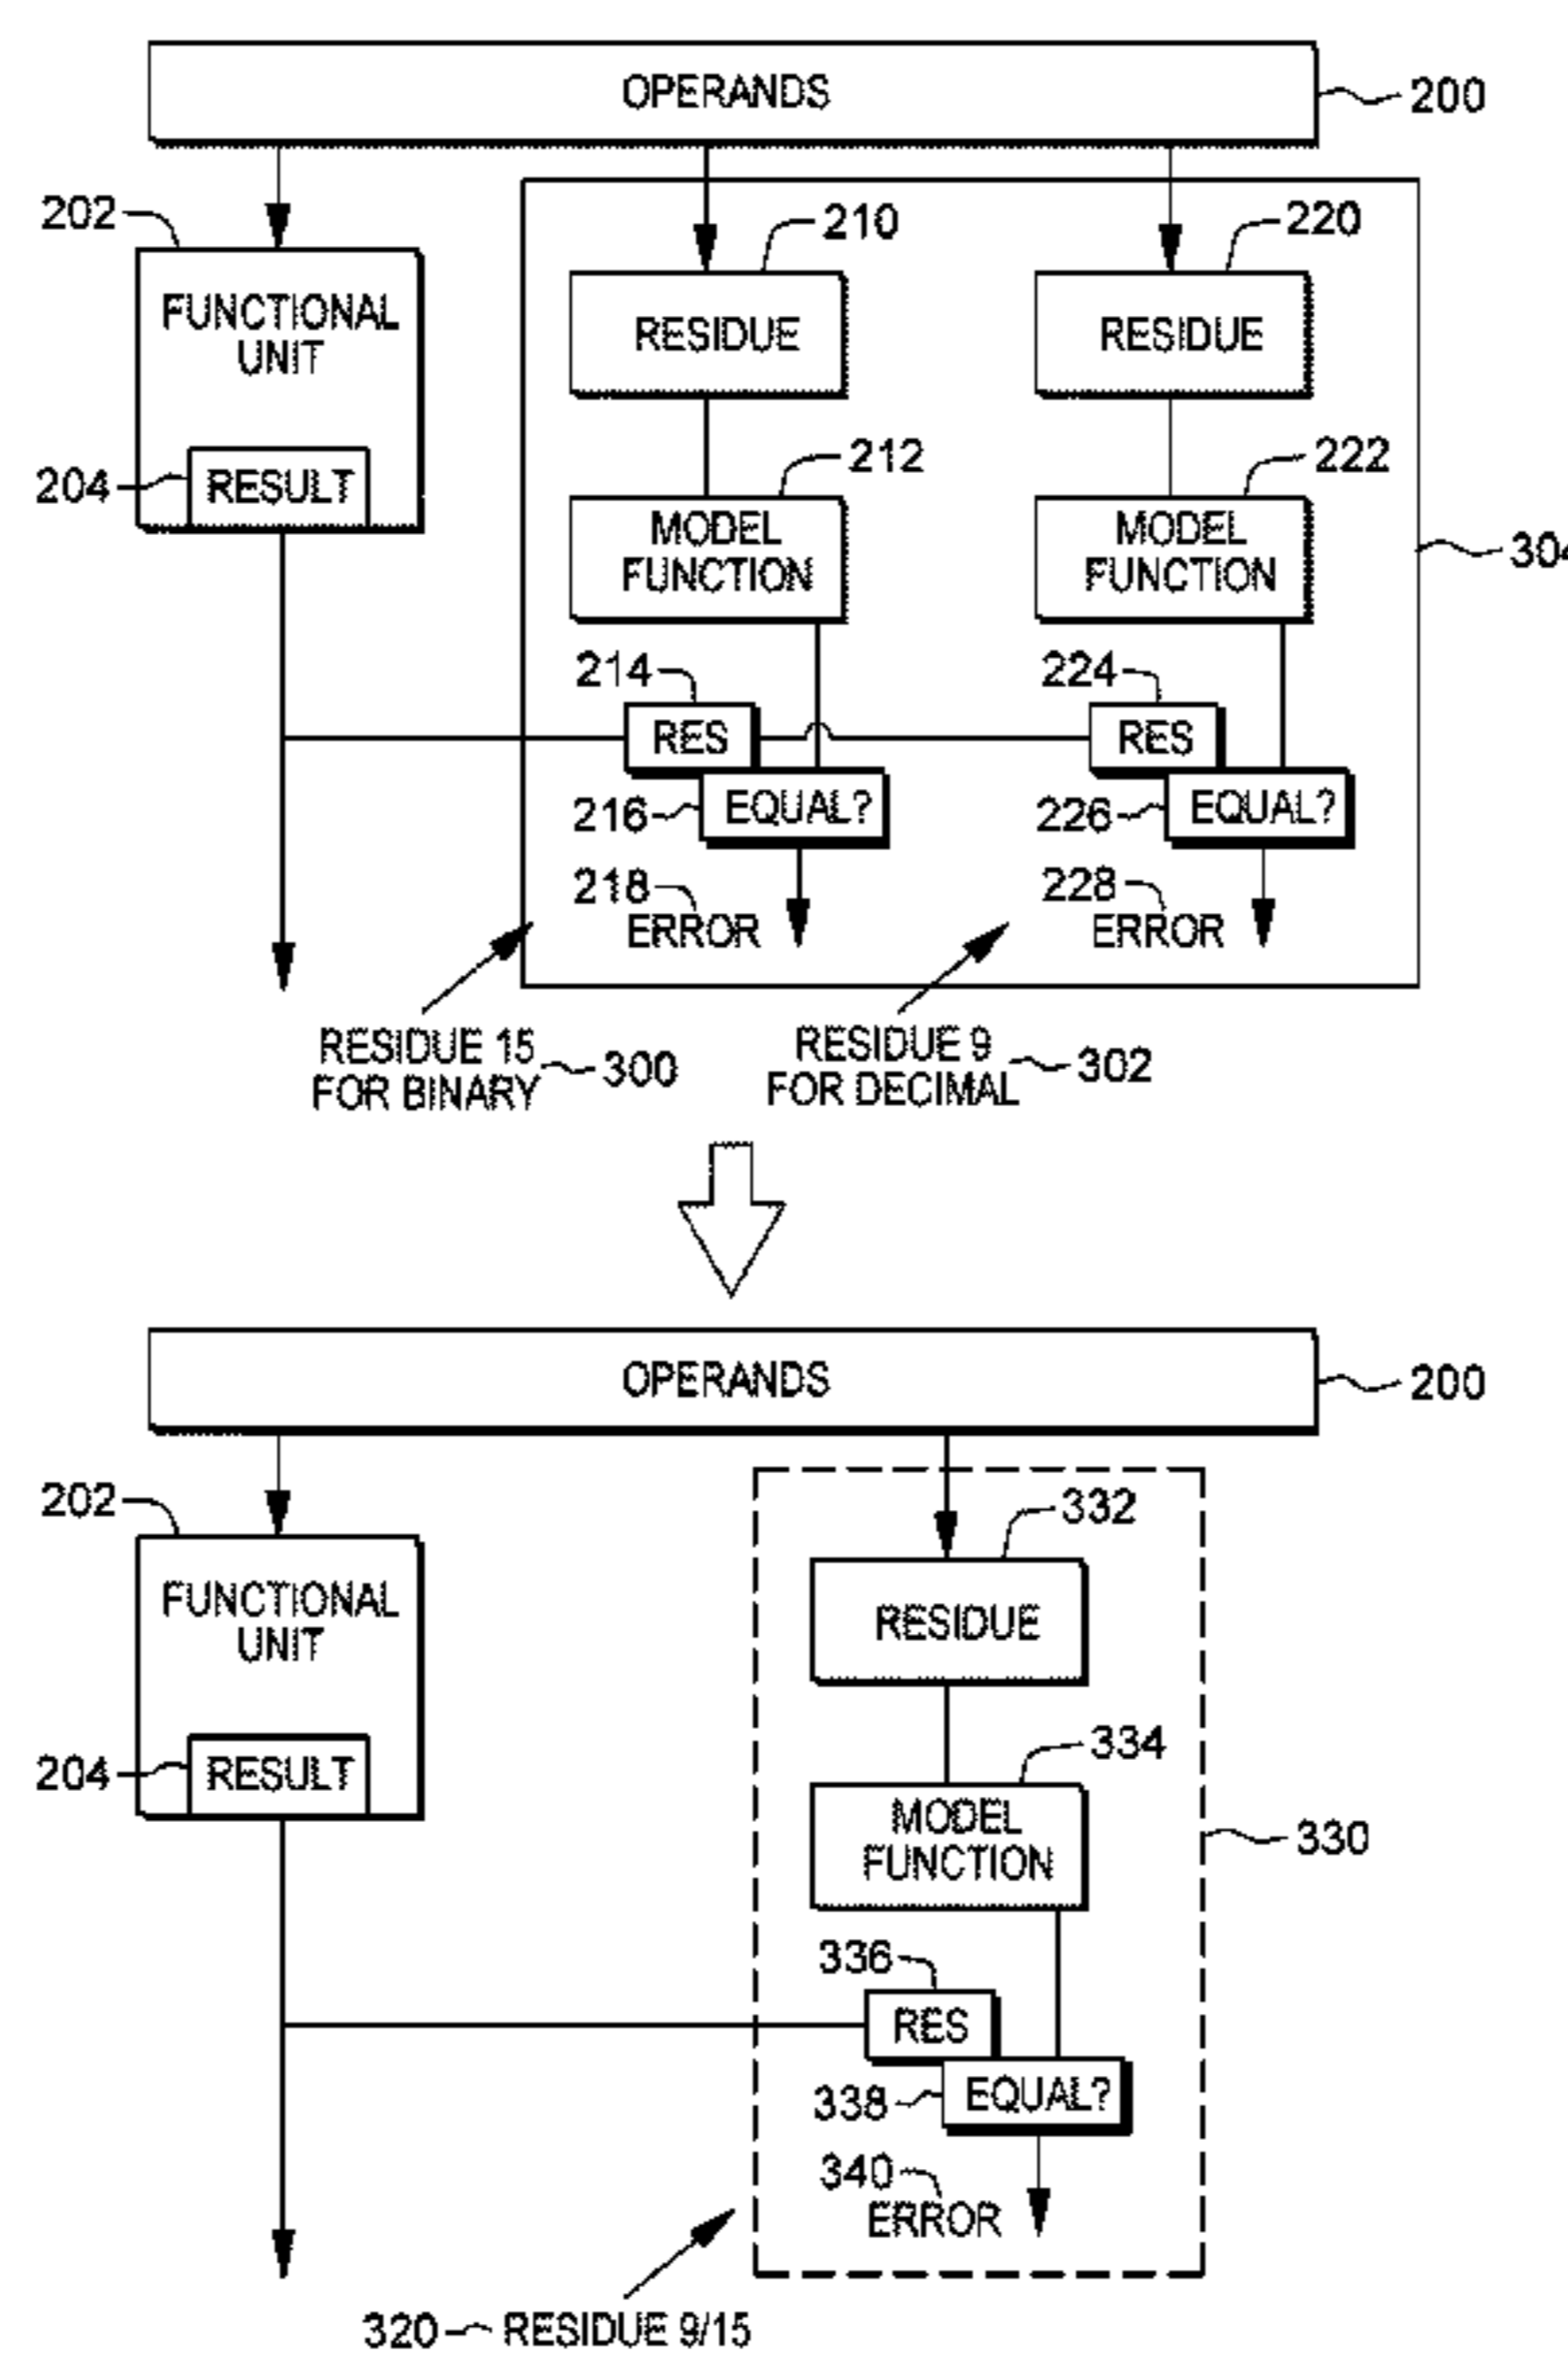 OPERANDS
200
202
210
220
FUNCTIONAL
UNIT
RESIDUE
RESIDUE
212
222
204
RESULT
MODEL
FUNCTION
MODEL
FUNCTION
214
224
RES
RES
216
EQUAL?
226
EQUAL?
218
228
ERROR
ERROR
RESIDUE 15
FOR BINARY
300
RESIDUE 9
FOR DECIMAL
302
OPERANDS
200
202
332
FUNCTIONAL
UNIT
RESIDUE
334
204
RESULT
MODEL
FUNCTION
330
336
RES
338
EQUAL?
340
ERROR
320
RESIDUE 9/15